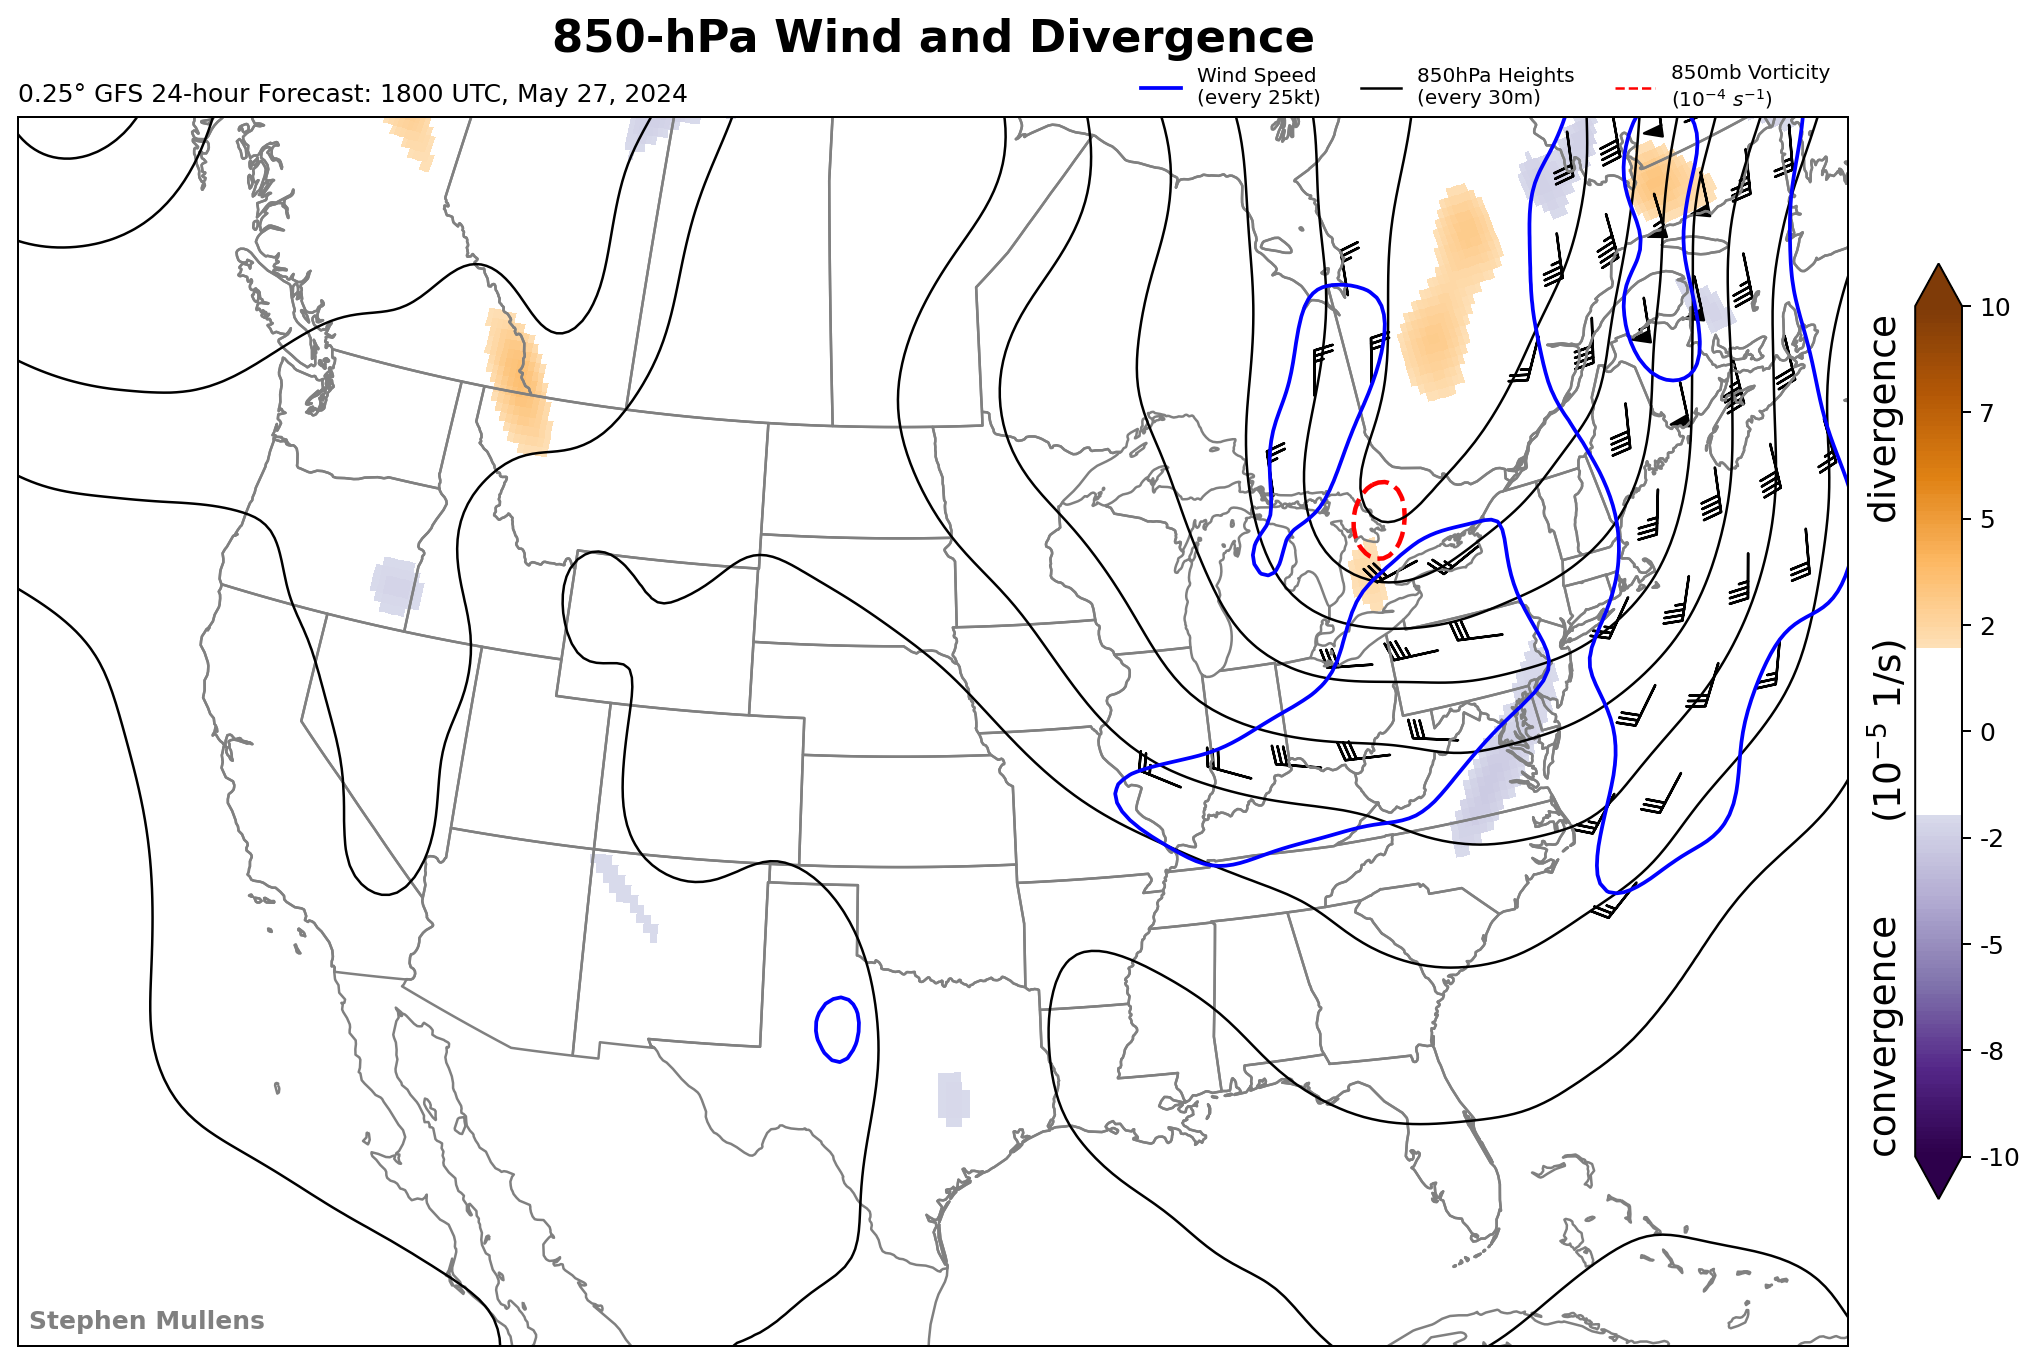 850-hPa Wind and Divergence
0.25° GFS 24-hour Forecast: 1800 UTC, May 27, 2024
Wind Speed
(every 25kt)
850hPa Heights
(every 30m)
850mb Vorticity
(10⁻⁴ s⁻¹)
10
7
5
2
0
-2
-5
-8
-10
convergence (10⁻⁵ 1/s) divergence
Stephen Mullens